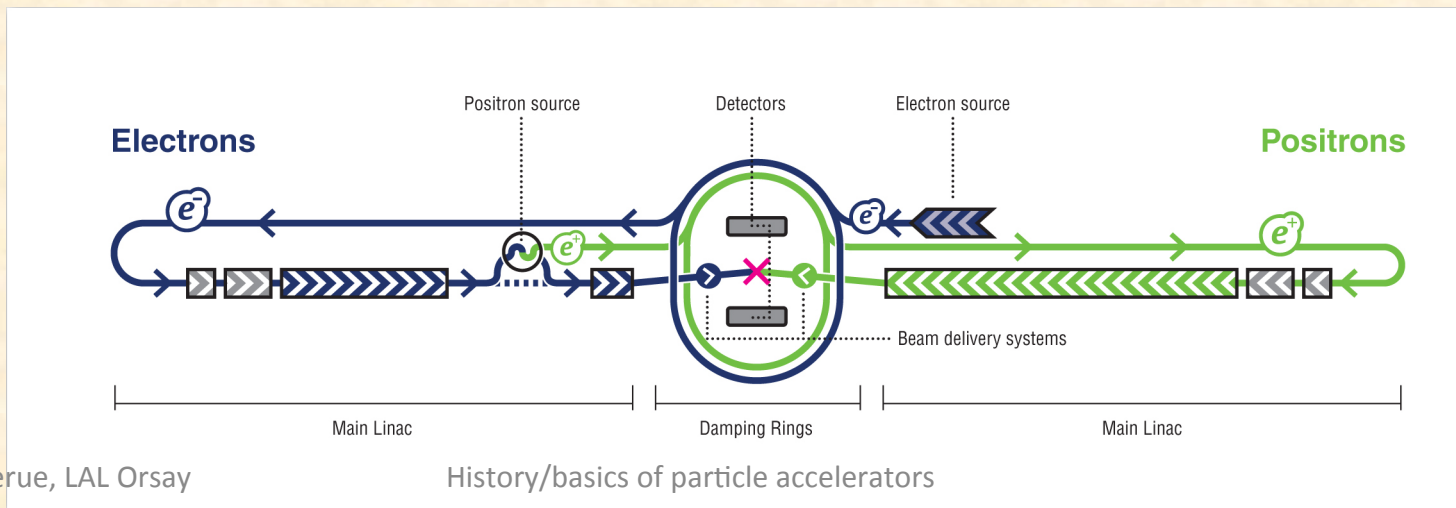 Positron source
Detectors
Electron source
Electrons
Positrons
e-
e-
e+
e+
Beam delivery systems
Main Linac
Damping Rings
Main Linac
LAL Orsay
History/basics of particle accelerators